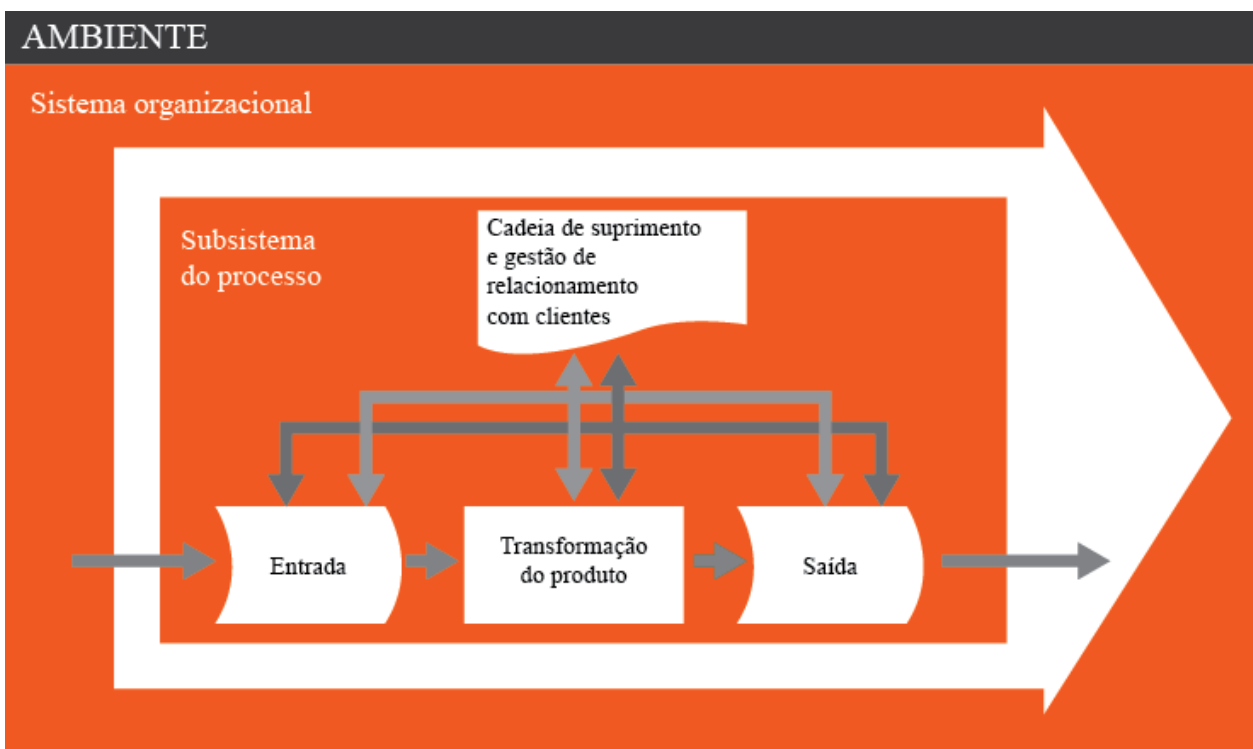 AMBIENTE
Sistema organizacional
Subsistema
do processo
Cadeia de suprimento
e gestão de
relacionamento
com clientes
Entrada
Transformação
do produto
Saída